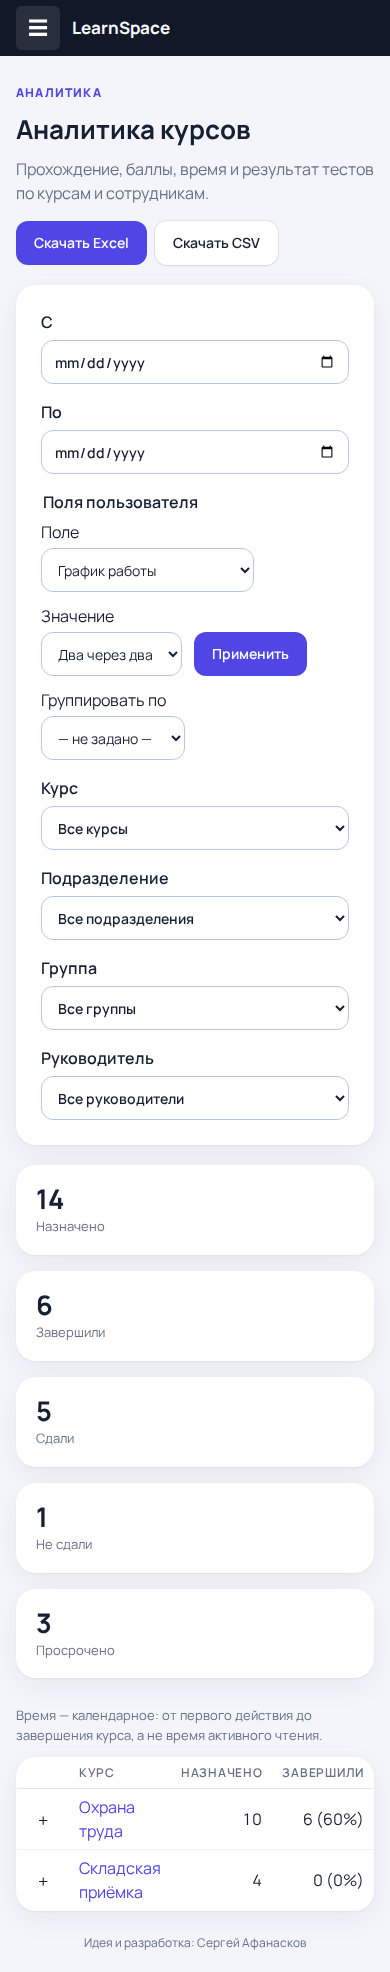 ☰ LearnSpace
АНАЛИТИКА
Аналитика курсов
Прохождение, баллы, время и результат тестов
по курсам и сотрудникам.
Скачать Excel Скачать CSV
С
mm/dd/yyyy
По
mm/dd/yyyy
Поля пользователя
Поле
График работы
Значение
Два через два Применить
Группировать по
— не задано —
Курс
Все курсы
Подразделение
Все подразделения
Группа
Все группы
Руководитель
Все руководители
14
Назначено
6
Завершили
5
Сдали
1
Не сдали
3
Просрочено
Время — календарное: от первого действия до
завершения курса, а не время активного чтения.
КУРС НАЗНАЧЕНО ЗАВЕРШИЛИ
+ Охрана труда 10 6 (60%)
+ Складская приёмка 4 0 (0%)
Идея и разработка: Сергей Афанасков